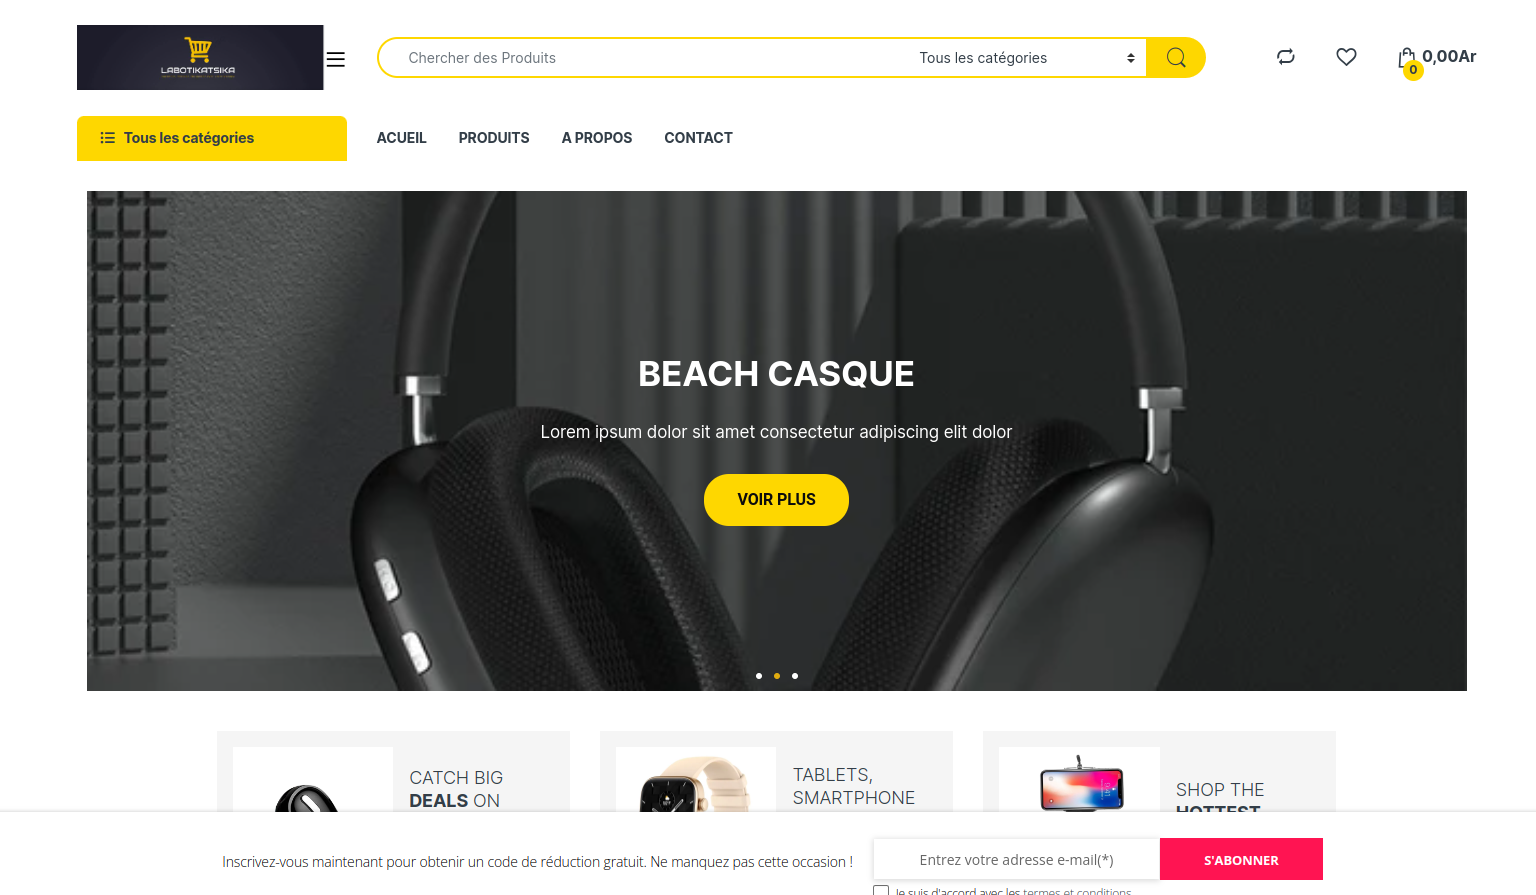 LABOTIKATSIKA
Chercher des Produits
Tous les catégories
0,00Ar
0
Tous les catégories
ACUEIL
PRODUITS
A PROPOS
CONTACT
BEACH CASQUE
Lorem ipsum dolor sit amet consectetur adipiscing elit dolor
VOIR PLUS
CATCH BIG
DEALS ON
TABLETS,
SMARTPHONE
SHOP THE
HOTTEST
Inscrivez-vous maintenant pour obtenir un code de réduction gratuit. Ne manquez pas cette occasion !
Entrez votre adresse e-mail(*)
S'ABONNER
Je suis d'accord avec les termes et conditions